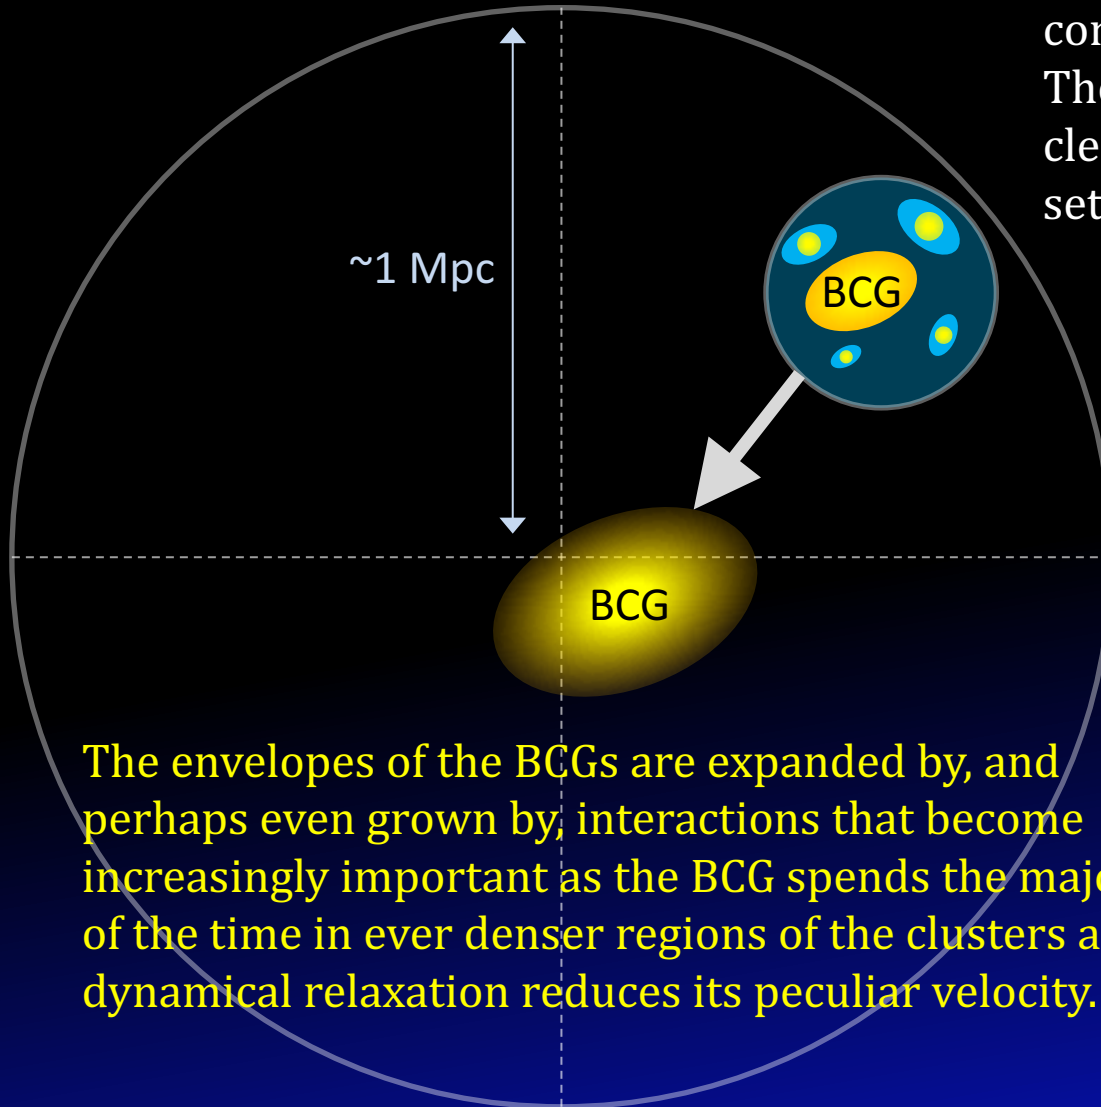 ~1 Mpc
BCG
BCG
The envelopes of the BCGs are expanded by, and
perhaps even grown by, interactions that become
increasingly important as the BCG spends the
of the time in ever denser regions of the clusters
dynamical relaxation reduces its peculiar velocity.